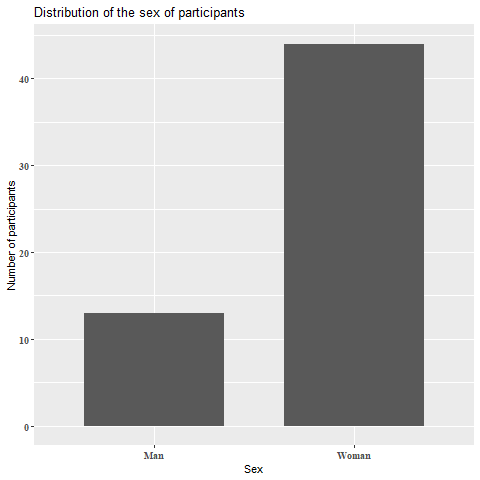 Distribution of the sex of participants
Number of participants
40
30
20
10
0
Man Woman
Sex